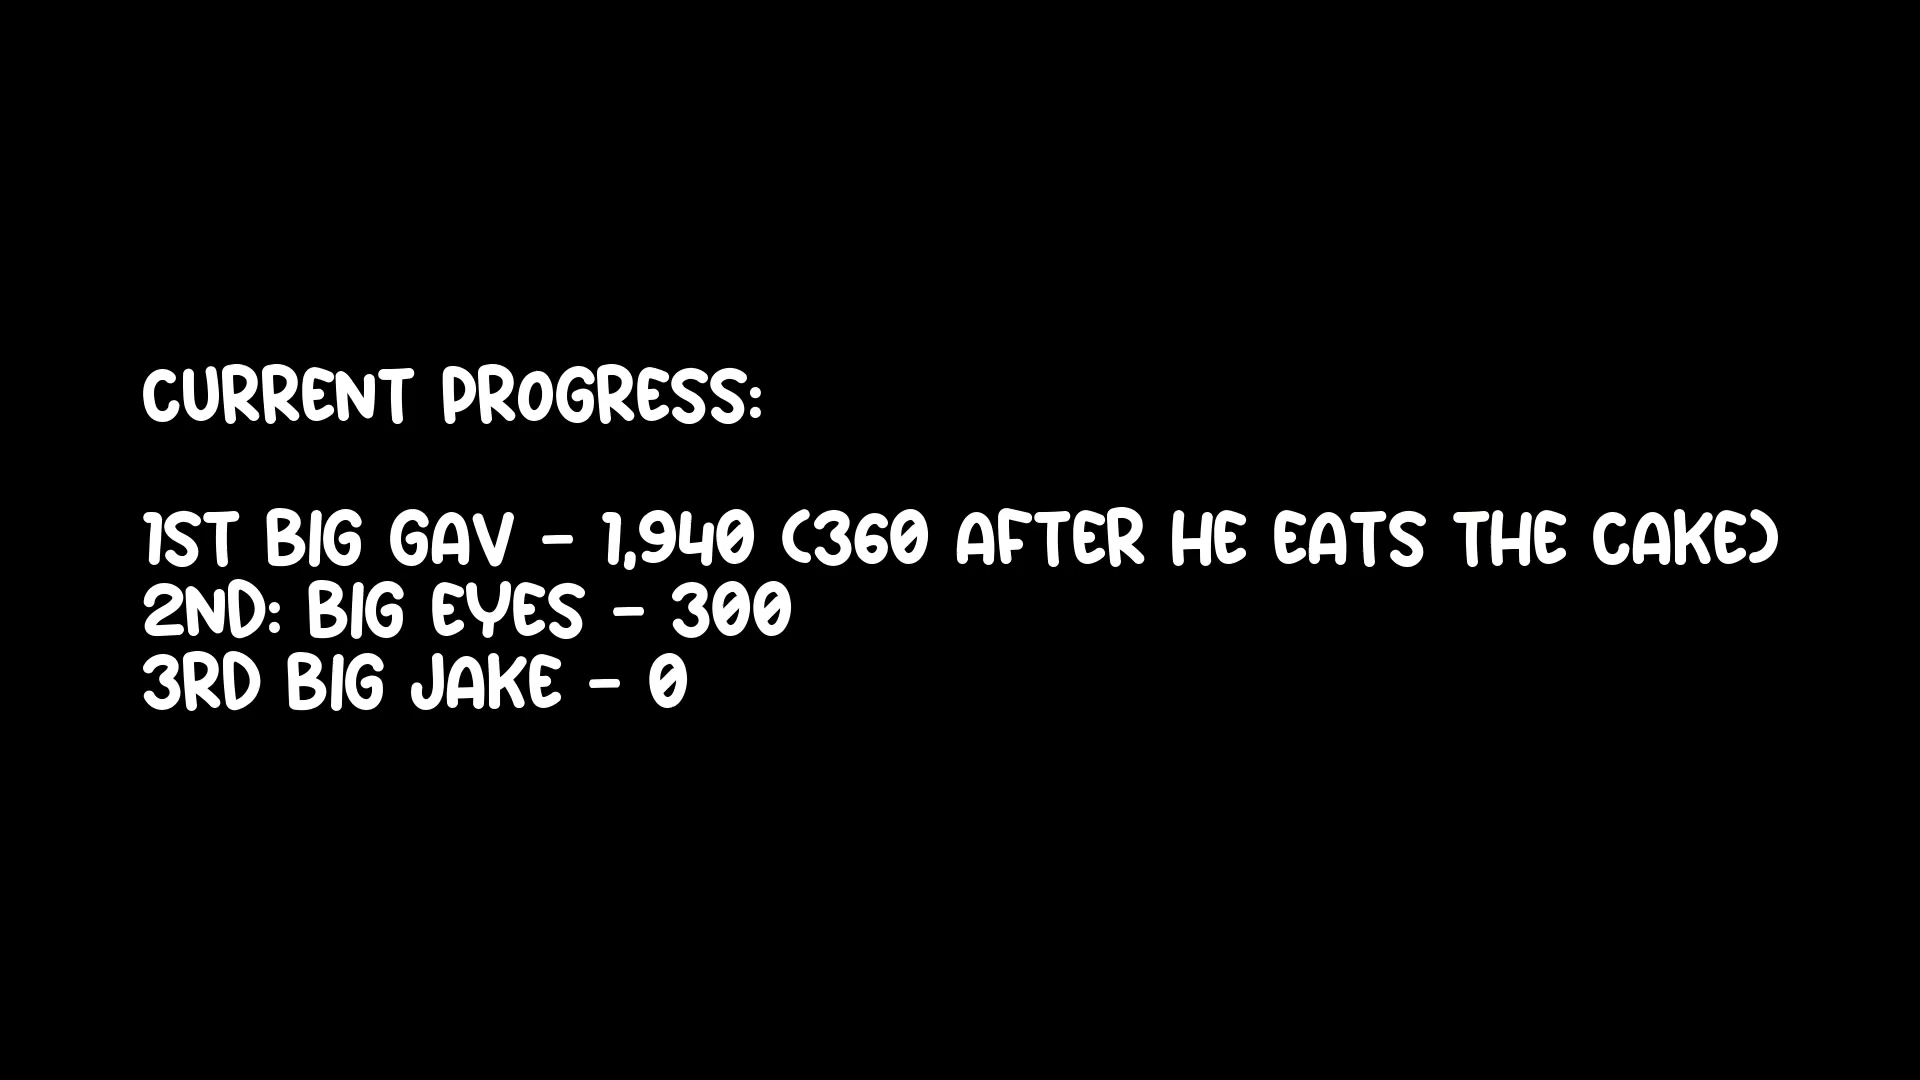 CURRENT PROGRESS:
1ST BIG GAV - 1,940 (360 AFTER HE EATS THE CAKE)
2ND: BIG EYES - 300
3RD BIG JAKE - 0